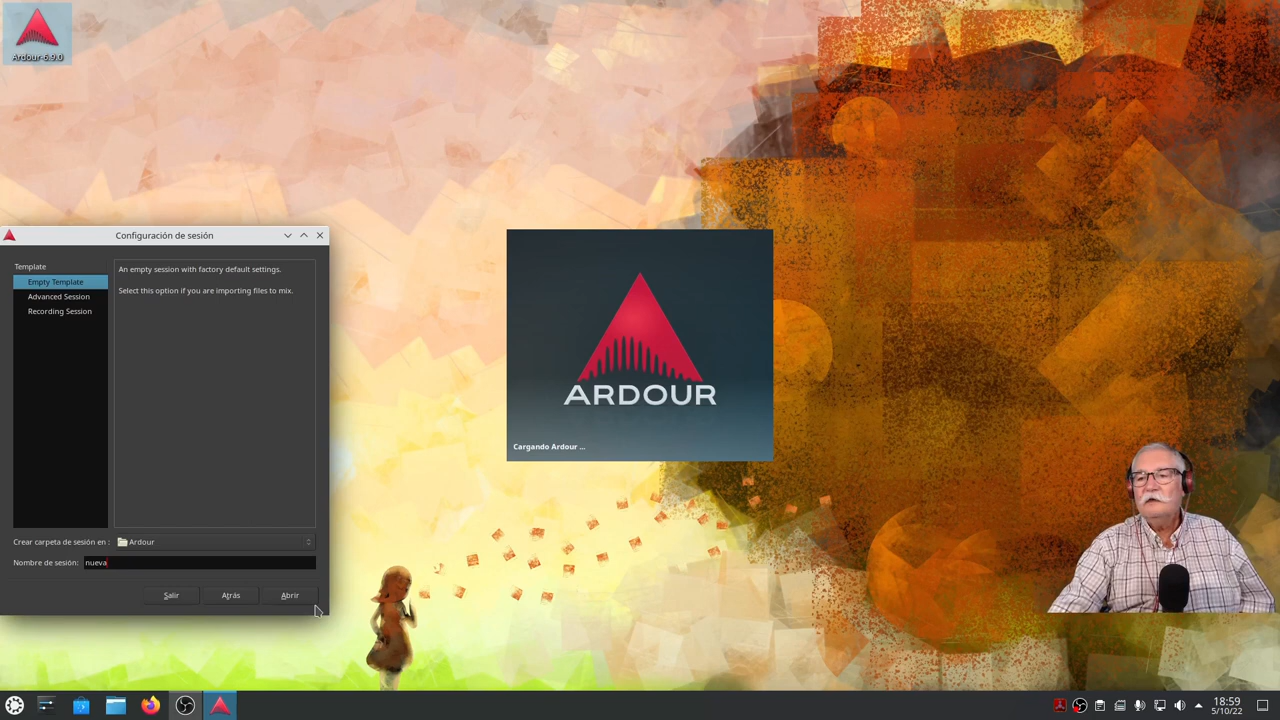 Ardour-6.9.0
Configuración de sesión
Template
Empty Template
Advanced Session
Recording Session
An empty session with factory default settings.
Select this option if you are importing files to mix.
Crear carpeta de sesión en :
Ardour
Nombre de sesión:
nueva
Salir
Atrás
Abrir
ARDOUR
Cargando Ardour ...
18:59
5/10/22